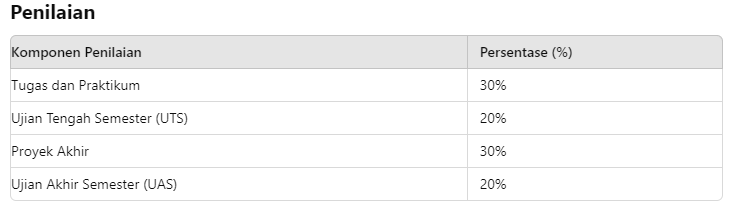 Penilaian
Komponen Penilaian Persentase (%)
Tugas dan Praktikum 30%
Ujian Tengah Semester (UTS) 20%
Proyek Akhir 30%
Ujian Akhir Semester (UAS) 20%